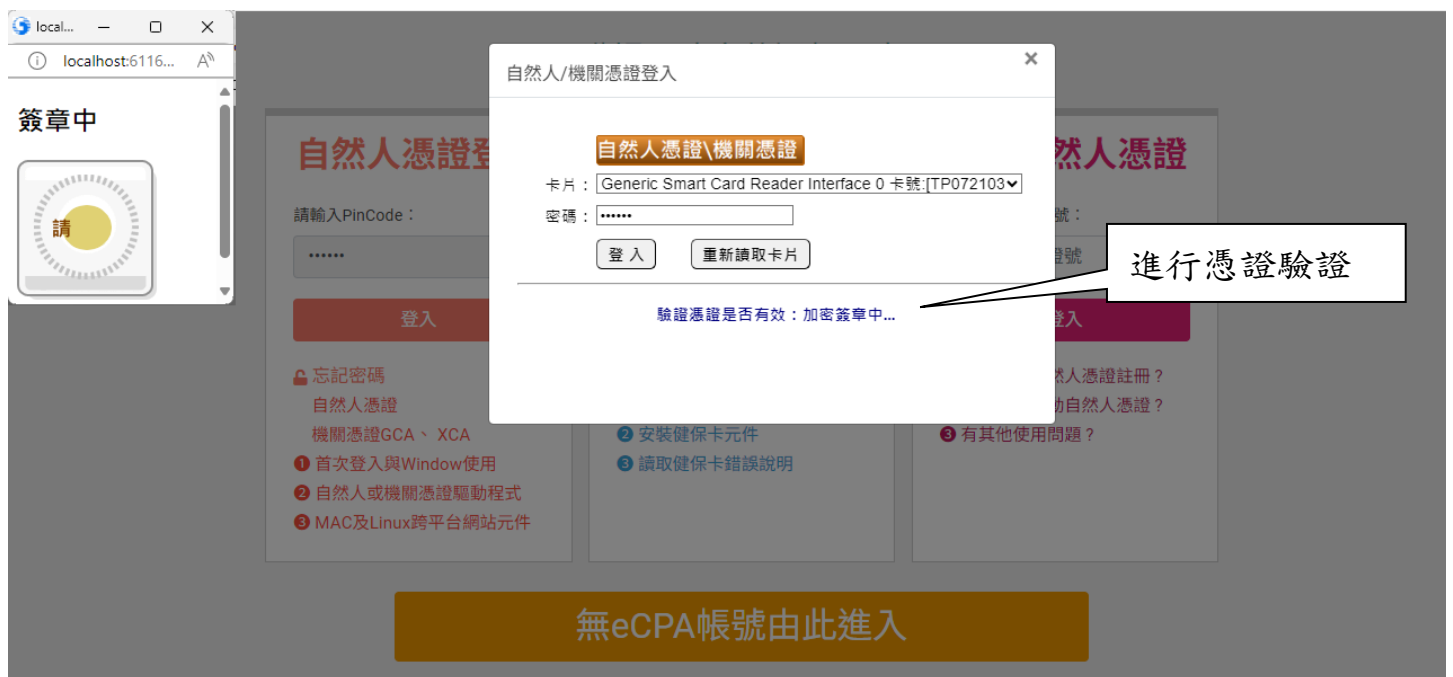 local...
localhost:6116...
簽章中
請
自然人/機關憑證登入
自然人憑證\機關憑證
卡片：
Generic Smart Card Reader Interface 0 卡號:[TP072103
密碼：
••••••
登 入
重新讀取卡片
驗證憑證是否有效：加密簽章中...
進行憑證驗證
自然人憑證登
請輸入PinCode：
••••••
登入
忘記密碼
自然人憑證
機關憑證GCA、 XCA
❶ 首次登入與Window使用
❷ 自然人或機關憑證驅動程式
❸ MAC及Linux跨平台網站元件
❷ 安裝健保卡元件
❸ 讀取健保卡錯誤說明
然人憑證
號：
登入
然人憑證註冊？
自然人憑證？
❸ 有其他使用問題？
無eCPA帳號由此進入